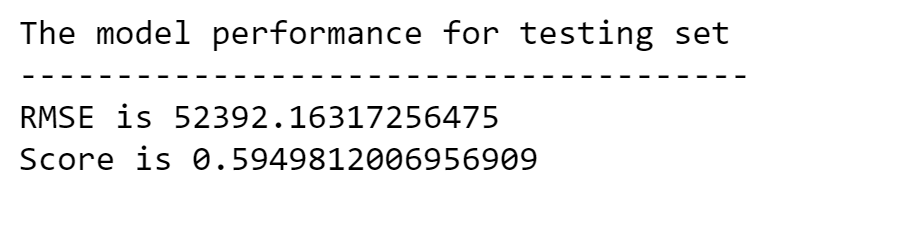 The model performance for testing set
--------------------------------------
RMSE is 52392.16317256475
Score is 0.5949812006956909